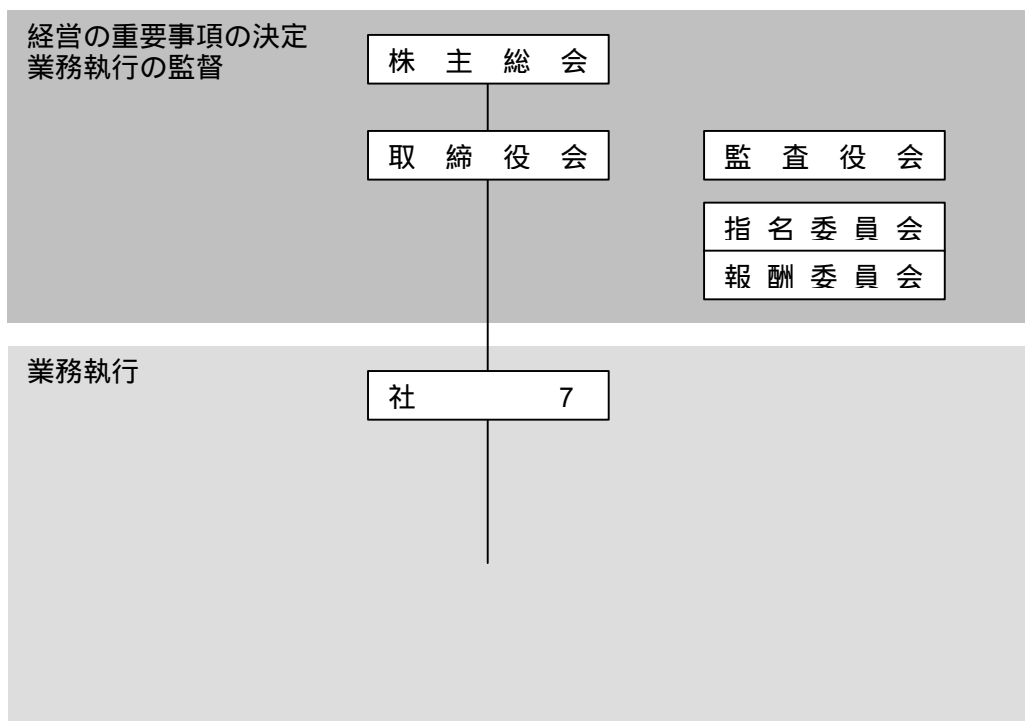 経営の重要事項の決定
業務執行の監督
株主総会
取締役会
監査役会
指名委員会
報酬委員会
業務執行
社 7